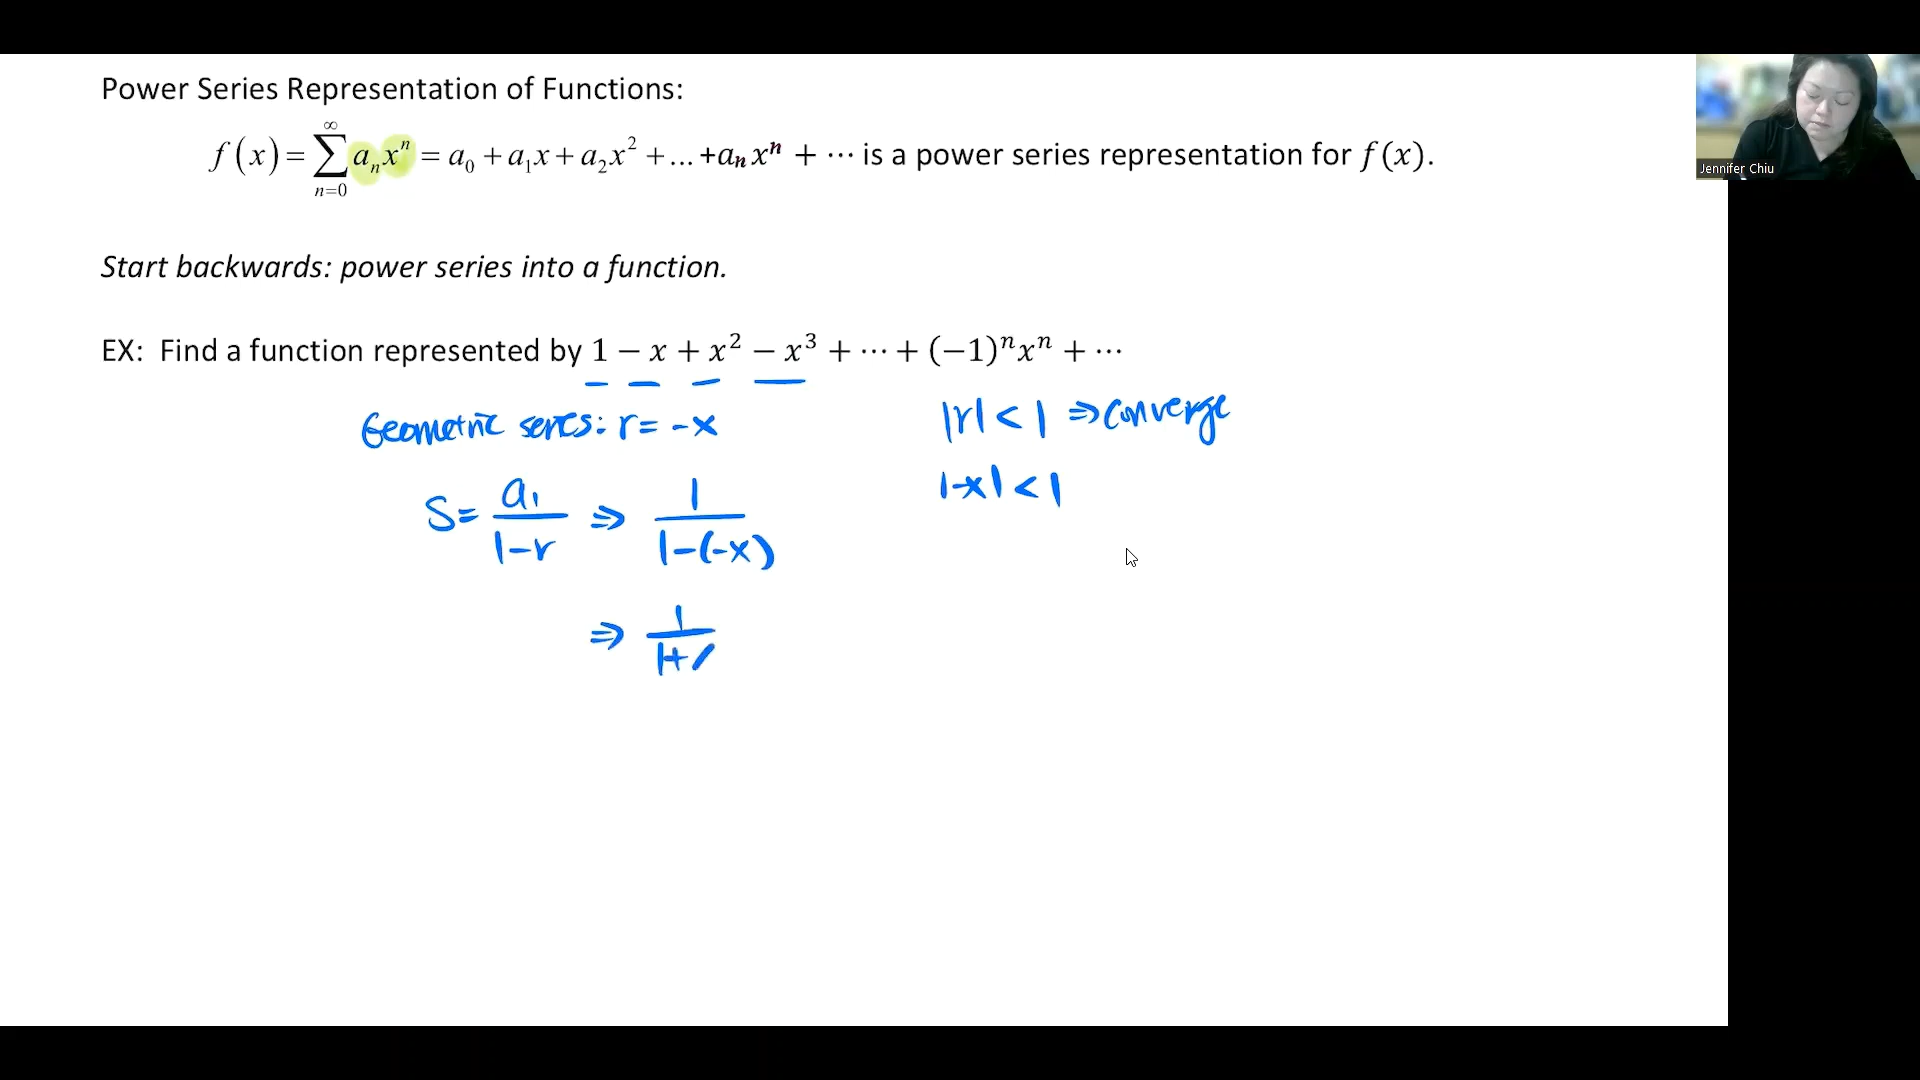 Power Series Representation of Functions:
f(x) = ∑_{n=0}^{∞} a_n x^n = a_0 + a_1x + a_2x^2 + ... +a_n x^n + ⋯ is a power series representation for f(x).
Jennifer Chiu
Start backwards: power series into a function.
EX: Find a function represented by 1 − x + x^2 − x^3 + ⋯ + (−1)^n x^n + ⋯
Geometric series: r = -x
|r| < 1 ⇒ converge
|-x| < 1
S = a_1/(1-r) ⇒ 1/(1-(-x))
⇒ 1/(1+/